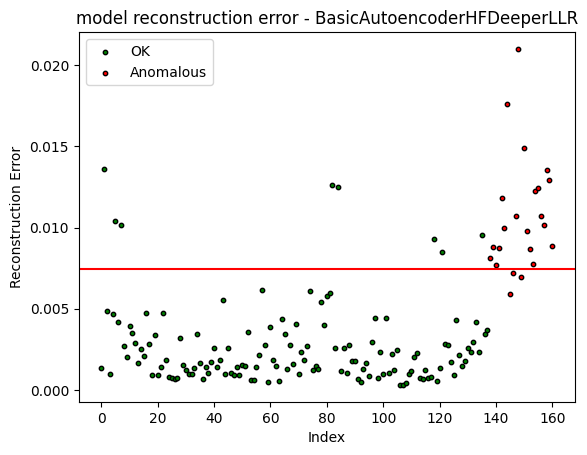 model reconstruction error - BasicAutoencoderHFDeeperLLR
OK
Anomalous
0.020
0.015
0.010
0.005
0.000
Reconstruction Error
0 20 40 60 80 100 120 140 160
Index